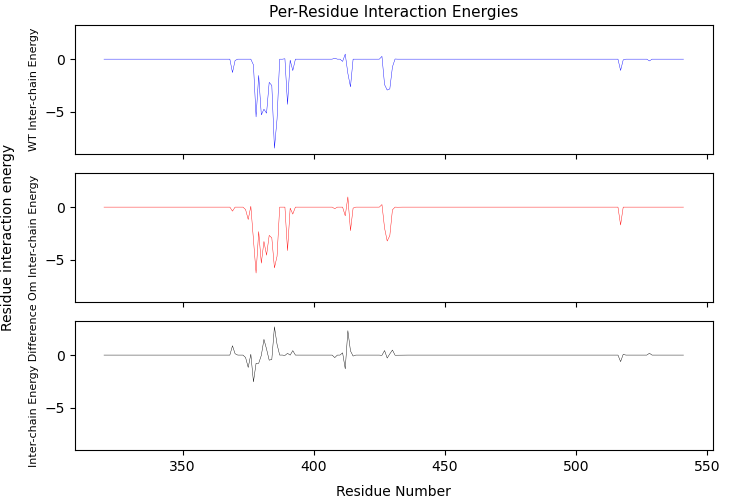 Per-Residue Interaction Energies
Residue interaction energy
WT Inter-chain Energy
0
−5
Om Inter-chain Energy
0
−5
Inter-chain Energy Difference
0
−5
350
400
450
500
550
Residue Number